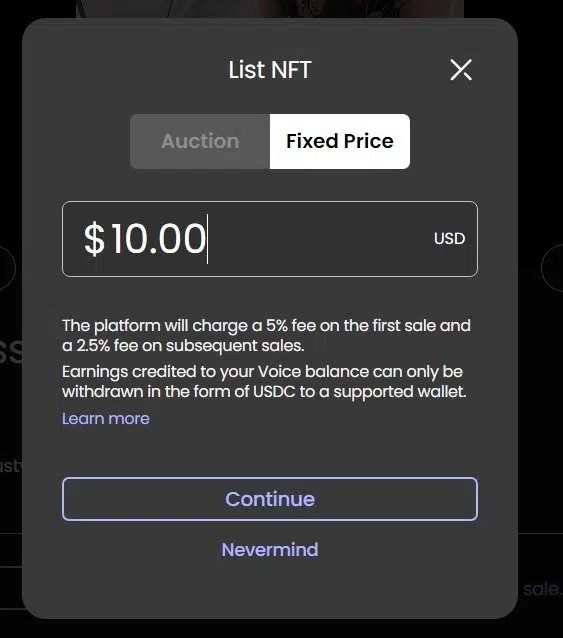 List NFT
Auction
Fixed Price
$10.00
USD
The platform will charge a 5% fee on the first sale and
a 2.5% fee on subsequent sales.
Earnings credited to your Voice balance can only be
withdrawn in the form of USDC to a supported wallet.
Learn more
Continue
Nevermind
sale.